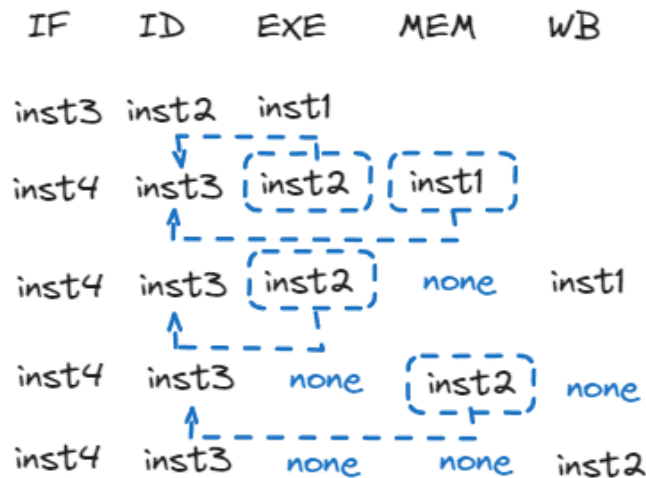 IF ID EXE MEM WB
inst3 inst2 inst1
inst4 inst3 inst2 inst1
inst4 inst3 inst2 none inst1
inst4 inst3 none inst2 none
inst4 inst3 none none inst2